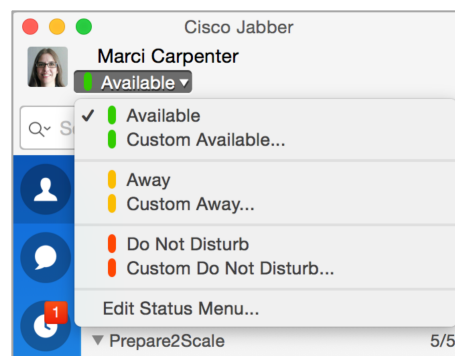 Cisco Jabber
Marci Carpenter
Available
Available
Custom Available...
Away
Custom Away...
Do Not Disturb
Custom Do Not Disturb...
Edit Status Menu...
1
Prepare2Scale 5/5